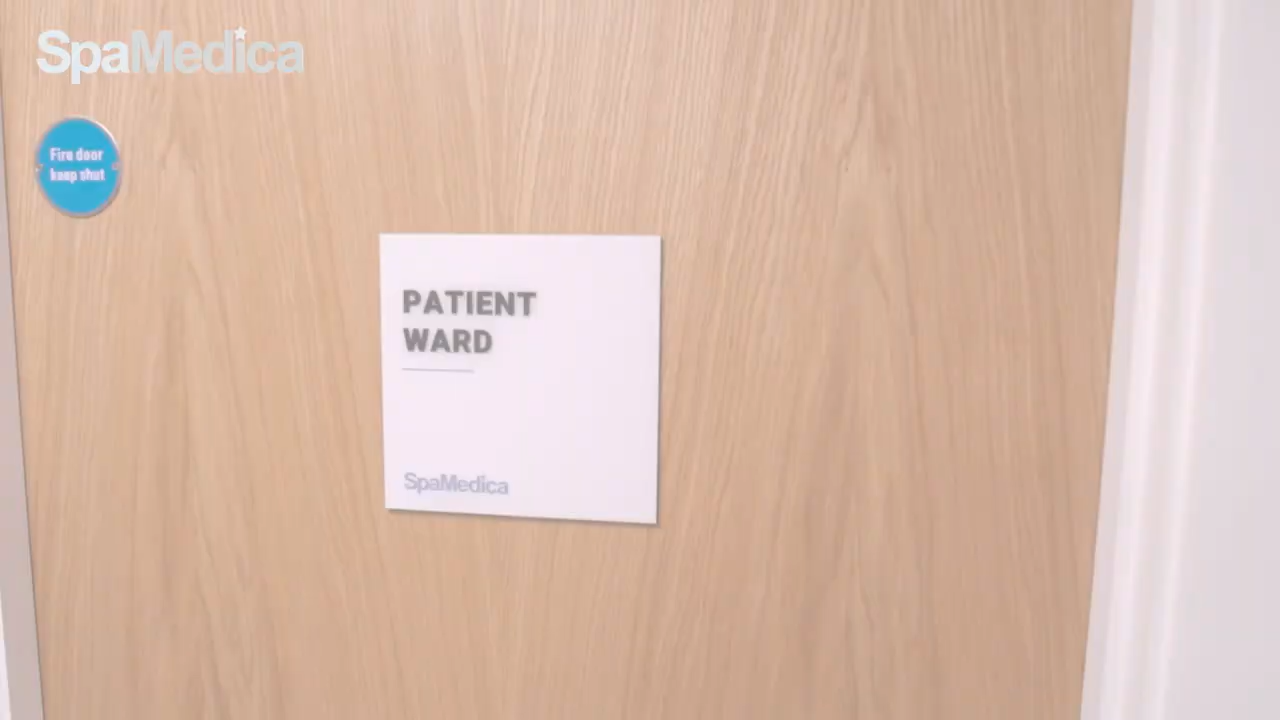 SpaMedica
Fire door
keep shut
PATIENT
WARD
SpaMedica